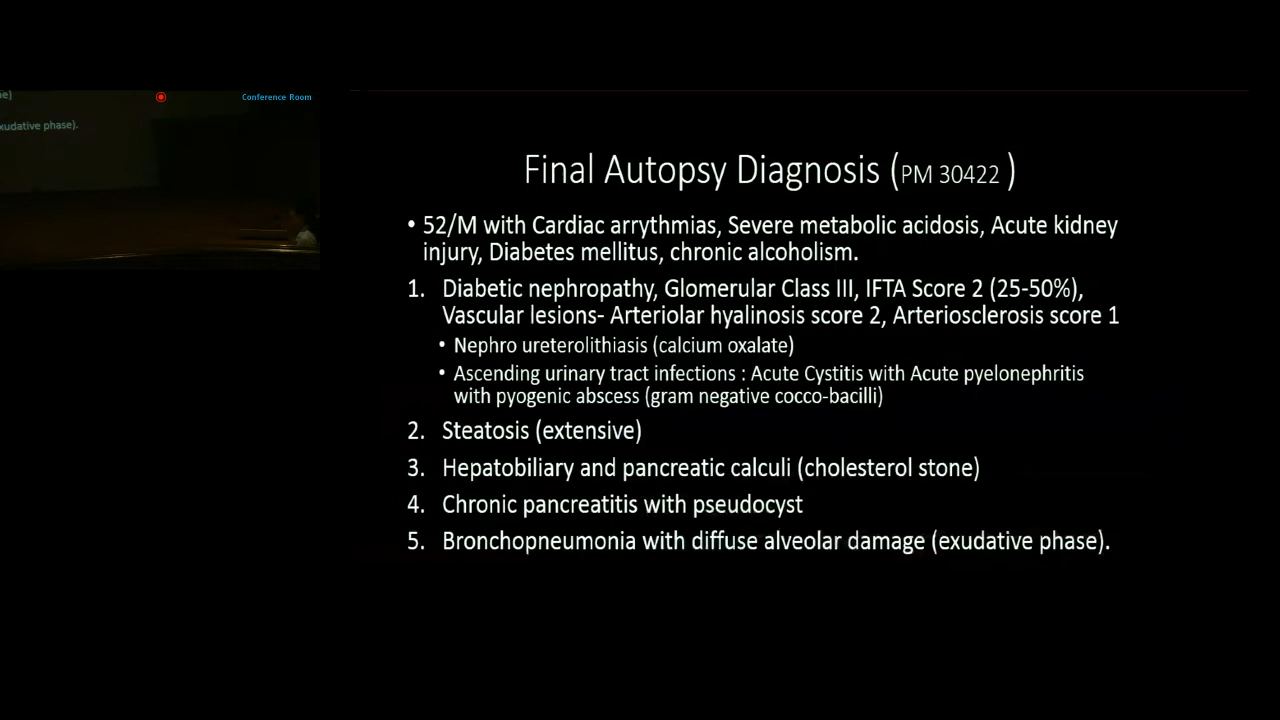 e)
xudative phase).
Conference Room
Final Autopsy Diagnosis (PM 30422 )
• 52/M with Cardiac arrythmias, Severe metabolic acidosis, Acute kidney
injury, Diabetes mellitus, chronic alcoholism.
1. Diabetic nephropathy, Glomerular Class III, IFTA Score 2 (25-50%),
Vascular lesions- Arteriolar hyalinosis score 2, Arteriosclerosis score 1
• Nephro ureterolithiasis (calcium oxalate)
• Ascending urinary tract infections : Acute Cystitis with Acute pyelonephritis
with pyogenic abscess (gram negative cocco-bacilli)
2. Steatosis (extensive)
3. Hepatobiliary and pancreatic calculi (cholesterol stone)
4. Chronic pancreatitis with pseudocyst
5. Bronchopneumonia with diffuse alveolar damage (exudative phase).